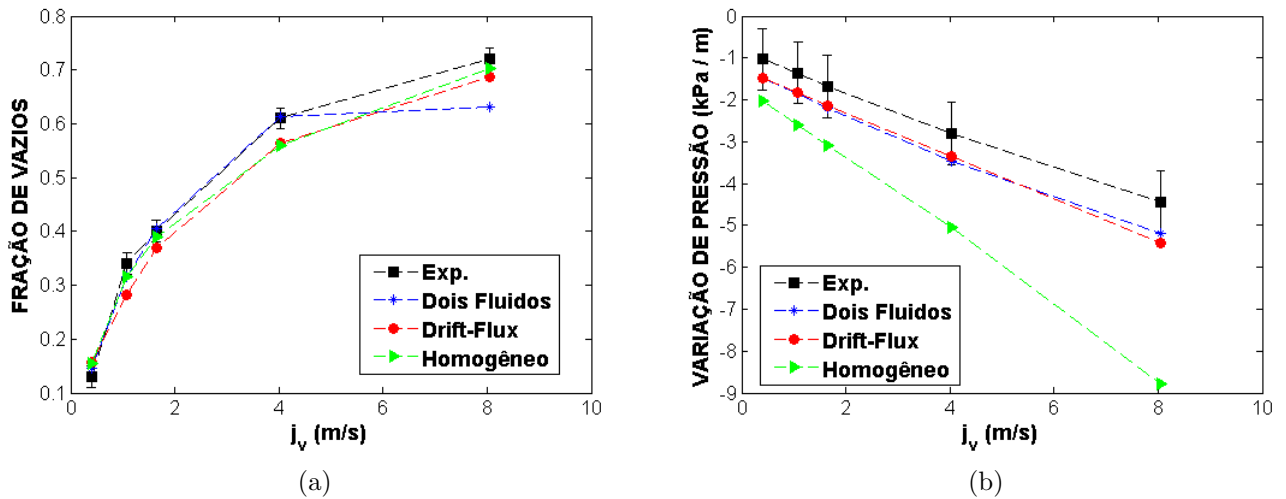 0.8
0.7
0.6
0.5
0.4
0.3
0.2
0.1
FRAÇÃO DE VAZIOS
0 2 4 6 8 10
j_v (m/s)
Exp.
Dois Fluidos
Drift-Flux
Homogêneo
(a)
0
-1
-2
-3
-4
-5
-6
-7
-8
-9
VARIAÇÃO DE PRESSÃO (kPa / m)
0 2 4 6 8 10
j_v (m/s)
Exp.
Dois Fluidos
Drift-Flux
Homogêneo
(b)